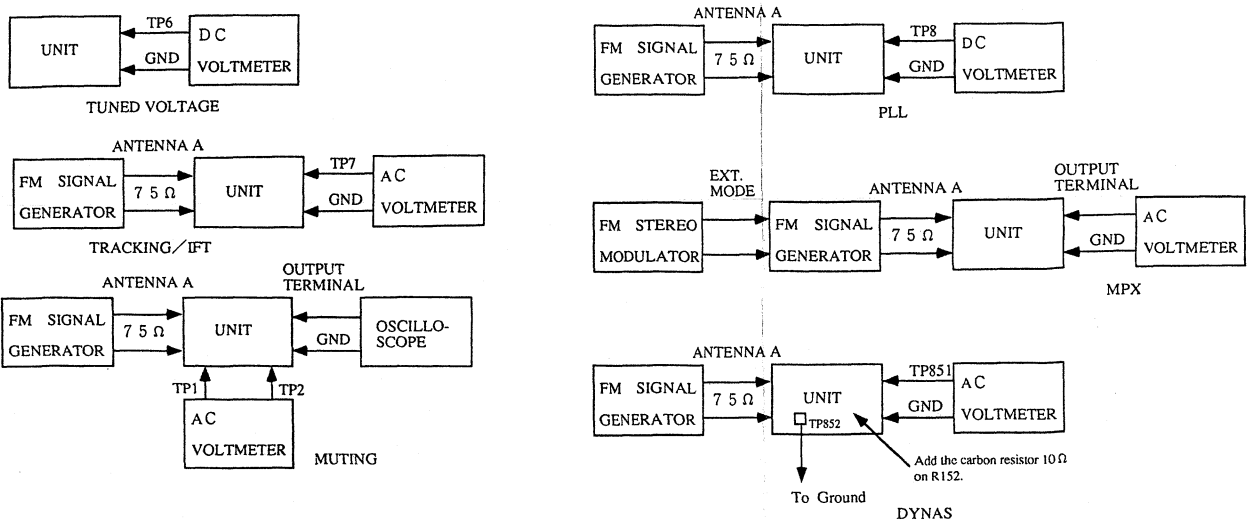 TP6
UNIT
DC
GND
VOLTMETER
TUNED VOLTAGE
ANTENNA A
FM SIGNAL
GENERATOR
75Ω
UNIT
TP7
GND
AC
VOLTMETER
TRACKING/IFT
ANTENNA A
OUTPUT
TERMINAL
FM SIGNAL
GENERATOR
75Ω
UNIT
GND
OSCILLO-
SCOPE
TP1
TP2
AC
VOLTMETER
MUTING
ANTENNA A
FM SIGNAL
GENERATOR
75Ω
UNIT
TP8
GND
DC
VOLTMETER
PLL
EXT.
MODE
ANTENNA A
OUTPUT
TERMINAL
FM STEREO
MODULATOR
FM SIGNAL
GENERATOR
75Ω
UNIT
GND
AC
VOLTMETER
MPX
ANTENNA A
FM SIGNAL
GENERATOR
75Ω
UNIT
TP852
TP851
GND
AC
VOLTMETER
Add the carbon resistor 10Ω
on R152.
To Ground
DYNAS